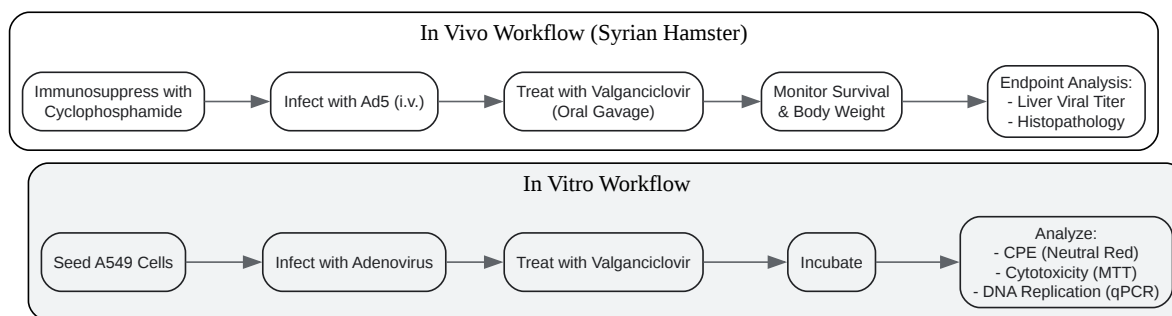 In Vivo Workflow (Syrian Hamster)
Immunosuppress with
Cyclophosphamide
Infect with Ad5 (i.v.)
Treat with Valganciclovir
(Oral Gavage)
Monitor Survival
& Body Weight
Endpoint Analysis:
- Liver Viral Titer
- Histopathology
In Vitro Workflow
Seed A549 Cells
Infect with Adenovirus
Treat with Valganciclovir
Incubate
Analyze:
- CPE (Neutral Red)
- Cytotoxicity (MTT)
- DNA Replication (qPCR)